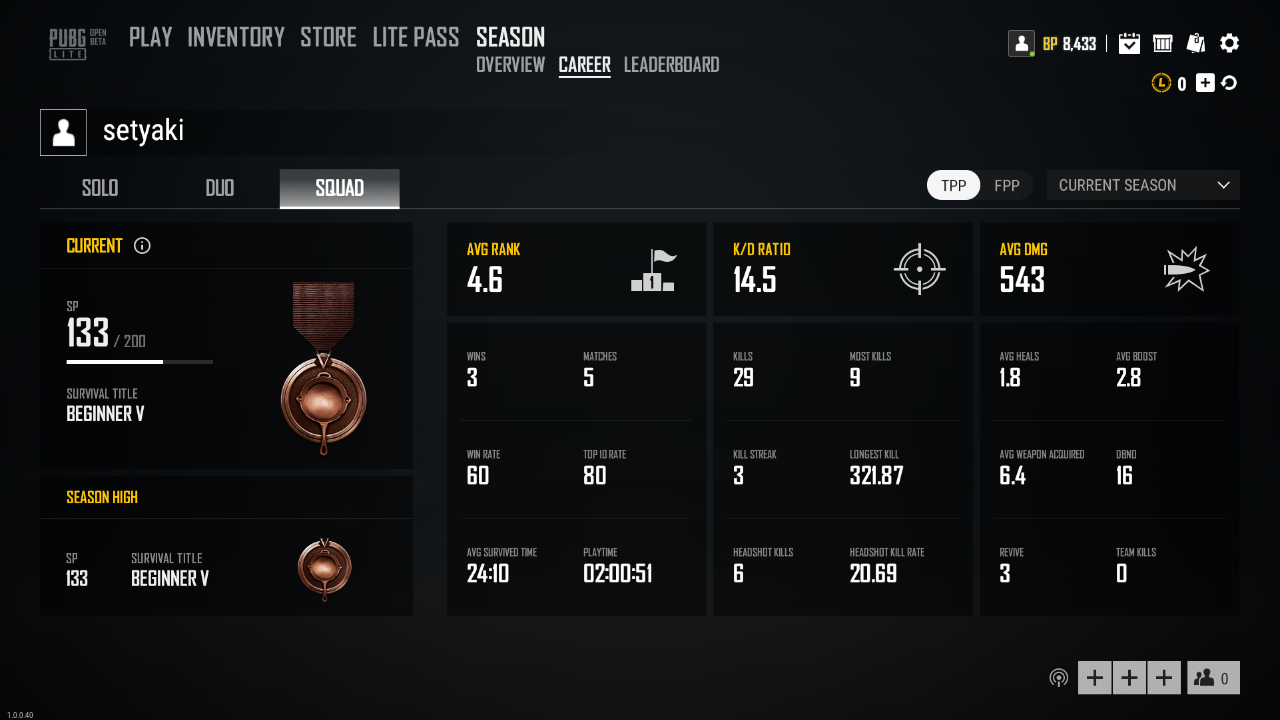 PUBG LITE OPEN BETA
PLAY INVENTORY STORE LITE PASS SEASON
BP 8,433
OVERVIEW CAREER LEADERBOARD
L 0
setyaki
SOLO DUO SQUAD
TPP FPP CURRENT SEASON
CURRENT
SP
133 / 200
SURVIVAL TITLE
BEGINNER V
SEASON HIGH
SP SURVIVAL TITLE
133 BEGINNER V
AVG RANK
4.6
1
WINS MATCHES
3 5
WIN RATE TOP 10 RATE
60 80
AVG SURVIVED TIME PLAYTIME
24:10 02:00:51
K/D RATIO
14.5
KILLS MOST KILLS
29 9
KILL STREAK LONGEST KILL
3 321.87
HEADSHOT KILLS HEADSHOT KILL RATE
6 20.69
AVG DMG
543
AVG HEALS AVG BOOST
1.8 2.8
AVG WEAPON ACQUIRED DBNO
6.4 16
REVIVE TEAM KILLS
3 0
0
1.0.0.40